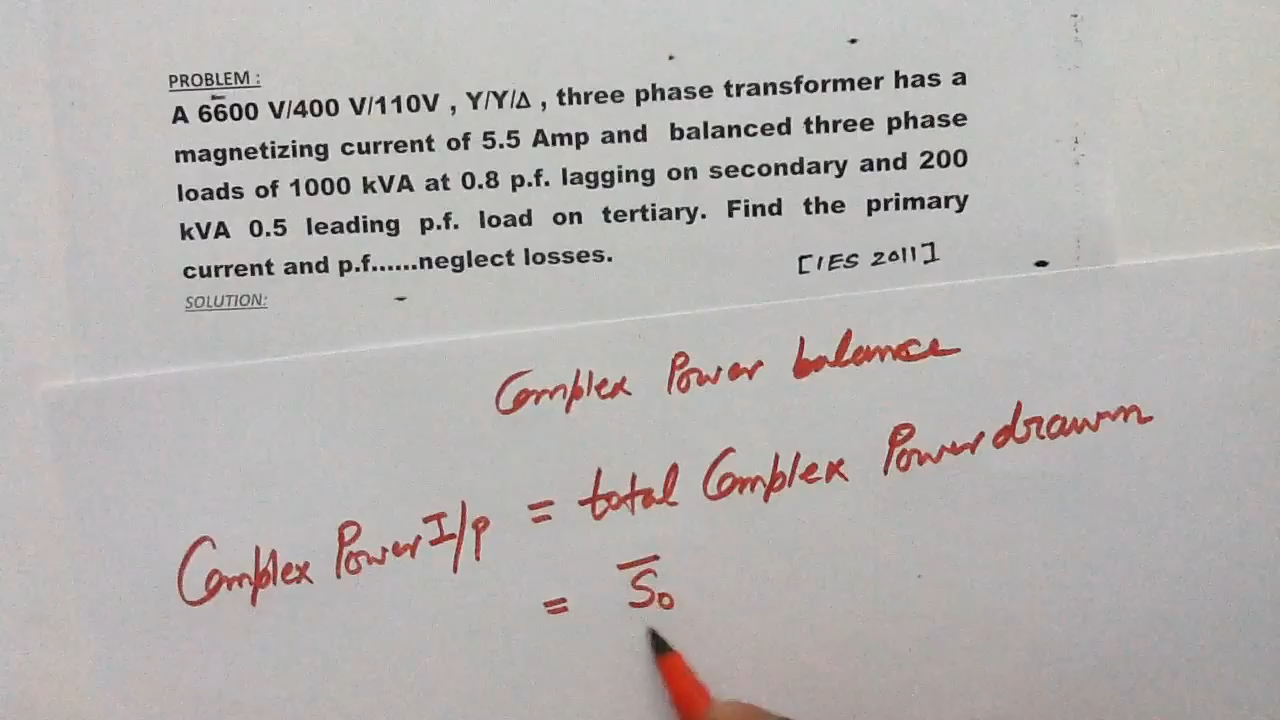 PROBLEM :
A 6600 V/400 V/110V , Y/Y/Δ , three phase transformer has a
magnetizing current of 5.5 Amp and balanced three phase
loads of 1000 kVA at 0.8 p.f. lagging on secondary and 200
kVA 0.5 leading p.f. load on tertiary. Find the primary
current and p.f......neglect losses.
[IES 2011]
SOLUTION:
Complex Power balance
Complex Power I/p = total Complex Power drawn
= S̅₀